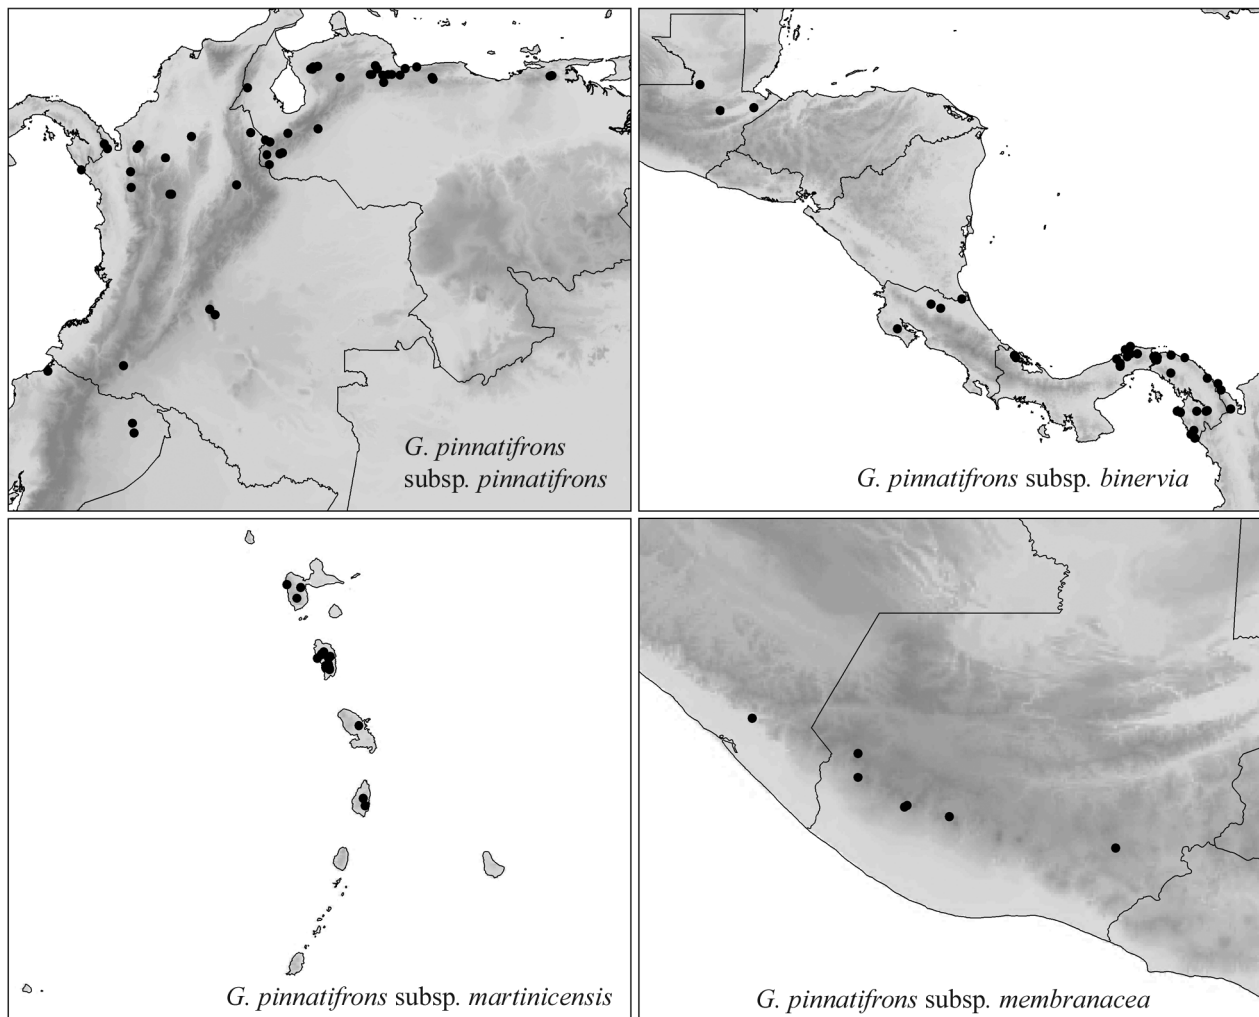 G. pinnatifrons
subsp. pinnatifrons
G. pinnatifrons subsp. binervia
G. pinnatifrons subsp. martinicensis
G. pinnatifrons subsp. membranacea